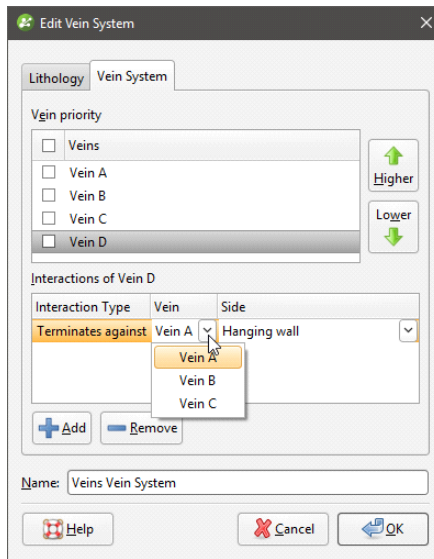 Edit Vein System
Lithology Vein System
Vein priority
Veins
Vein A
Vein B
Vein C
Vein D
Higher
Lower
Interactions of Vein D
Interaction Type Vein Side
Terminates against Vein A Hanging wall
Vein A
Vein B
Vein C
Add Remove
Name: Veins Vein System
Help Cancel OK